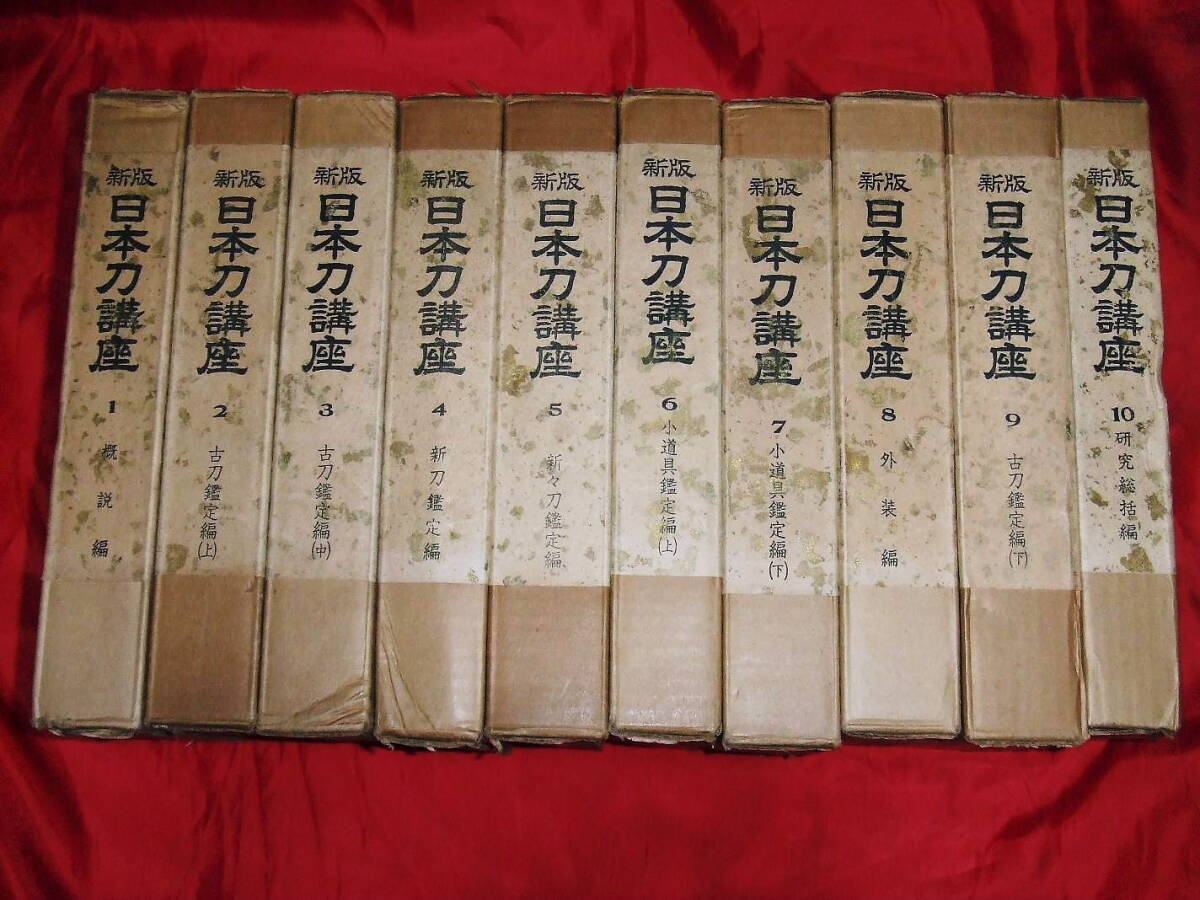 新版
日本刀講座
1
概説編
新版
日本刀講座
2
古刀鑑定編(上)
新版
日本刀講座
3
古刀鑑定編(中)
新版
日本刀講座
4
新刀鑑定編
新版
日本刀講座
5
新々刀鑑定編
新版
日本刀講座
6
小道具鑑定編(上)
新版
日本刀講座
7
小道具鑑定編(下)
新版
日本刀講座
8
外装編
新版
日本刀講座
9
古刀鑑定編(下)
新版
日本刀講座
10
研究総括編